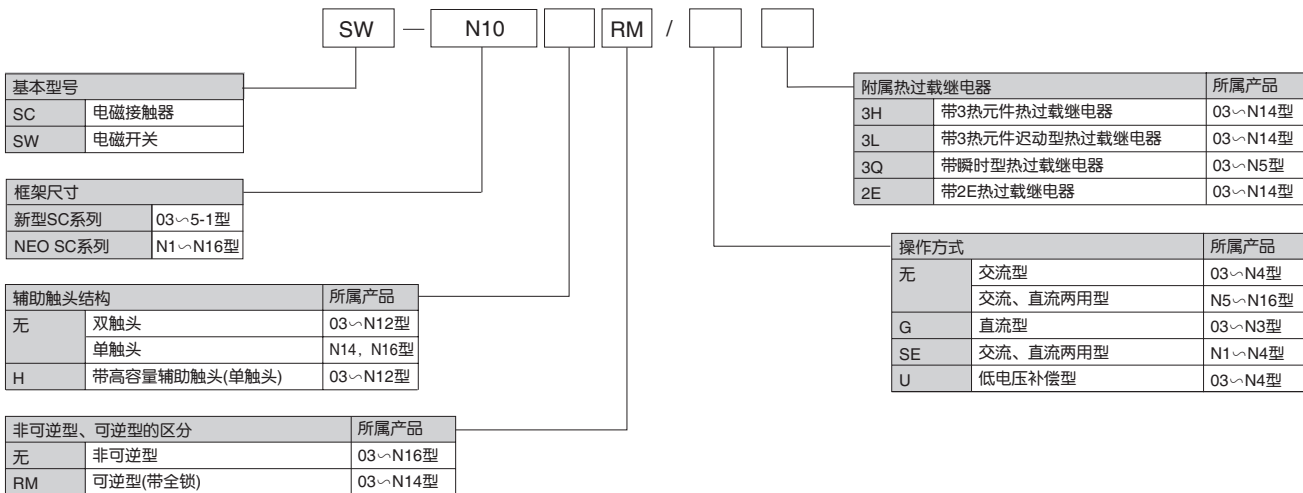 SW — N10 RM /
基本型号
SC 电磁接触器
SW 电磁开关
框架尺寸
新型SC系列 03∽5-1型
NEO SC系列 N1∽N16型
辅助触头结构 所属产品
无 双触头 03∽N12型
单触头 N14，N16型
H 带高容量辅助触头(单触头) 03∽N12型
非可逆型、可逆型的区分 所属产品
无 非可逆型 03∽N16型
RM 可逆型(带全锁) 03∽N14型
附属热过载继电器 所属产品
3H 带3热元件热过载继电器 03∽N14型
3L 带3热元件迟动型热过载继电器 03∽N14型
3Q 带瞬时型热过载继电器 03∽N5型
2E 带2E热过载继电器 03∽N14型
操作方式 所属产品
无 交流型 03∽N4型
交流、直流两用型 N5∽N16型
G 直流型 03∽N3型
SE 交流、直流两用型 N1∽N4型
U 低电压补偿型 03∽N4型